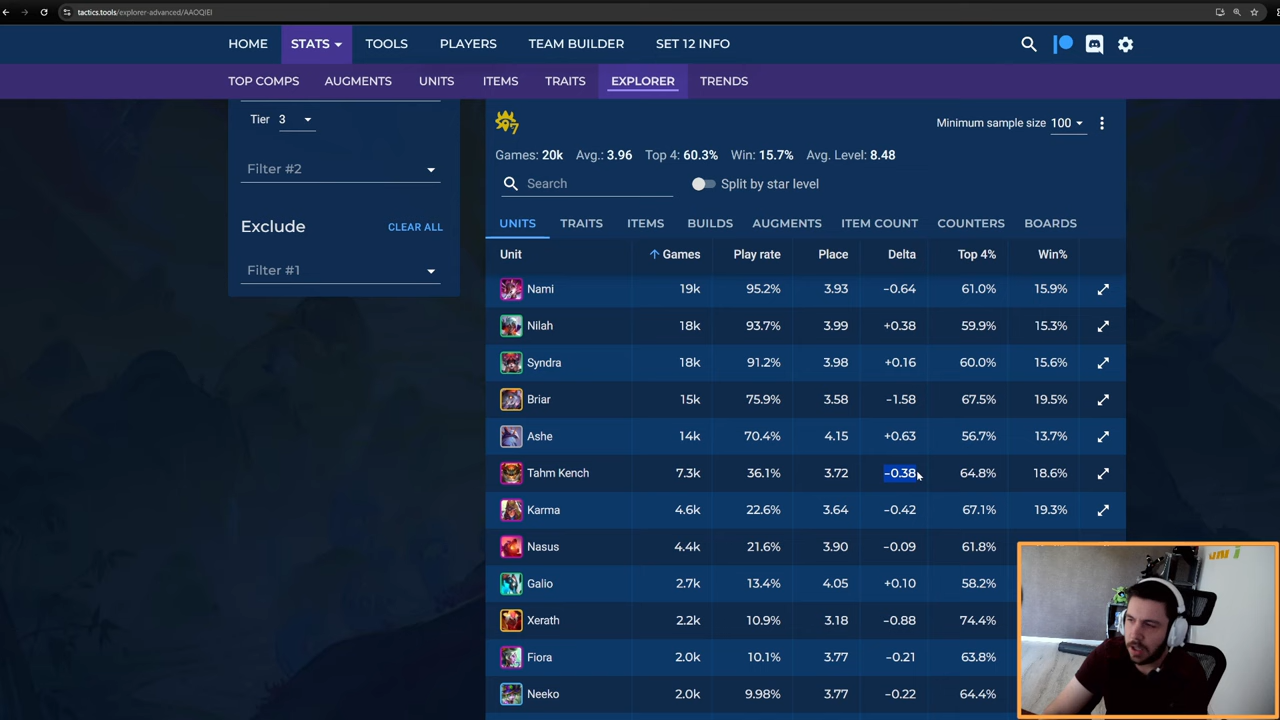 tactics.tools/explorer-advanced/AAOQIEI
HOME STATS TOOLS PLAYERS TEAM BUILDER SET 12 INFO
TOP COMPS AUGMENTS UNITS ITEMS TRAITS EXPLORER TRENDS
Tier 3
Filter #2
Exclude CLEAR ALL
Filter #1
7
Minimum sample size 100
Games: 20k Avg.: 3.96 Top 4: 60.3% Win: 15.7% Avg. Level: 8.48
Search Split by star level
UNITS TRAITS ITEMS BUILDS AUGMENTS ITEM COUNT COUNTERS BOARDS
Unit Games Play rate Place Delta Top 4% Win%
Nami 19k 95.2% 3.93 -0.64 61.0% 15.9%
Nilah 18k 93.7% 3.99 +0.38 59.9% 15.3%
Syndra 18k 91.2% 3.98 +0.16 60.0% 15.6%
Briar 15k 75.9% 3.58 -1.58 67.5% 19.5%
Ashe 14k 70.4% 4.15 +0.63 56.7% 13.7%
Tahm Kench 7.3k 36.1% 3.72 -0.38 64.8% 18.6%
Karma 4.6k 22.6% 3.64 -0.42 67.1% 19.3%
Nasus 4.4k 21.6% 3.90 -0.09 61.8%
Galio 2.7k 13.4% 4.05 +0.10 58.2%
Xerath 2.2k 10.9% 3.18 -0.88 74.4%
Fiora 2.0k 10.1% 3.77 -0.21 63.8%
Neeko 2.0k 9.98% 3.77 -0.22 64.4%